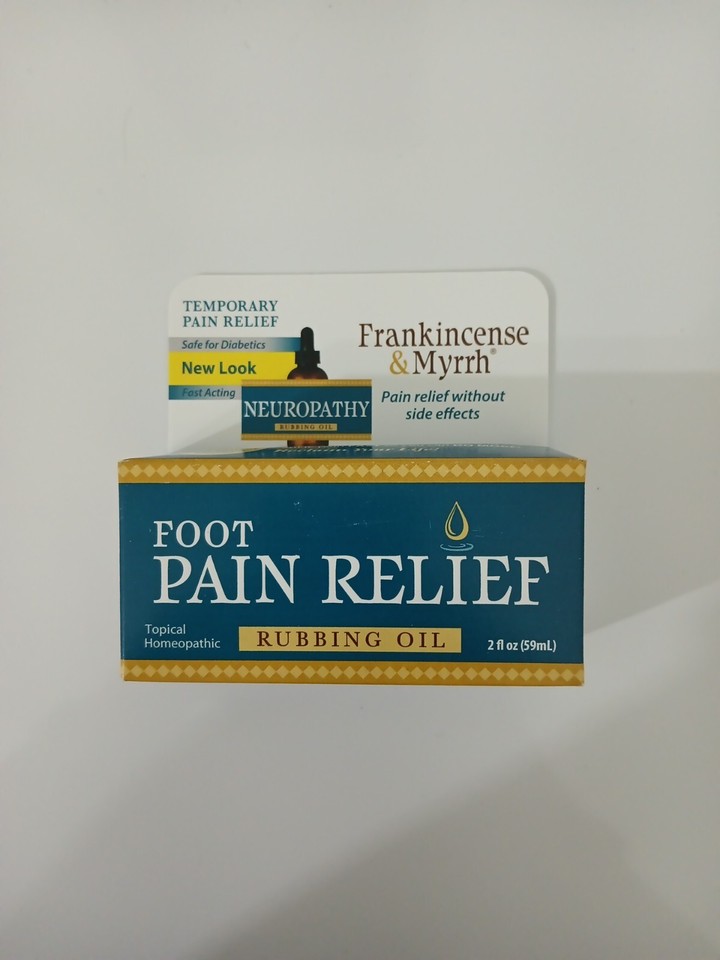 TEMPORARY
PAIN RELIEF
Safe for Diabetics
New Look
Fast Acting
NEUROPATHY
RUBBING OIL
Frankincense
& Myrrh®
Pain relief without
side effects
FOOT
PAIN RELIEF
Topical
Homeopathic
RUBBING OIL
2 fl oz (59mL)